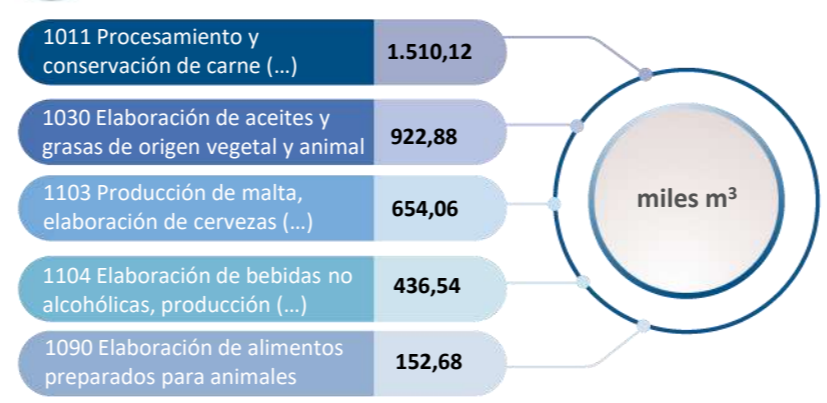 1011 Procesamiento y
conservación de carne (…)
1.510,12
1030 Elaboración de aceites y
grasas de origen vegetal y animal
922,88
1103 Producción de malta,
elaboración de cervezas (…)
654,06
1104 Elaboración de bebidas no
alcohólicas, producción (…)
436,54
1090 Elaboración de alimentos
preparados para animales
152,68
miles m³